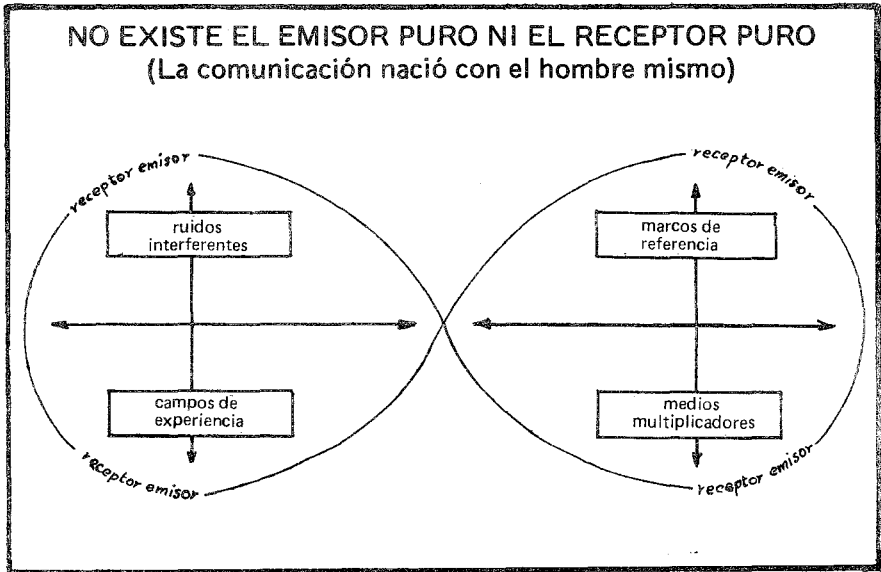 NO EXISTE EL EMISOR PURO NI EL RECEPTOR PURO
(La comunicación nació con el hombre mismo)
receptor emisor
receptor emisor
ruidos
interferentes
marcos de
referencia
campos de
experiencia
medios
multiplicadores
receptor emisor
receptor emisor